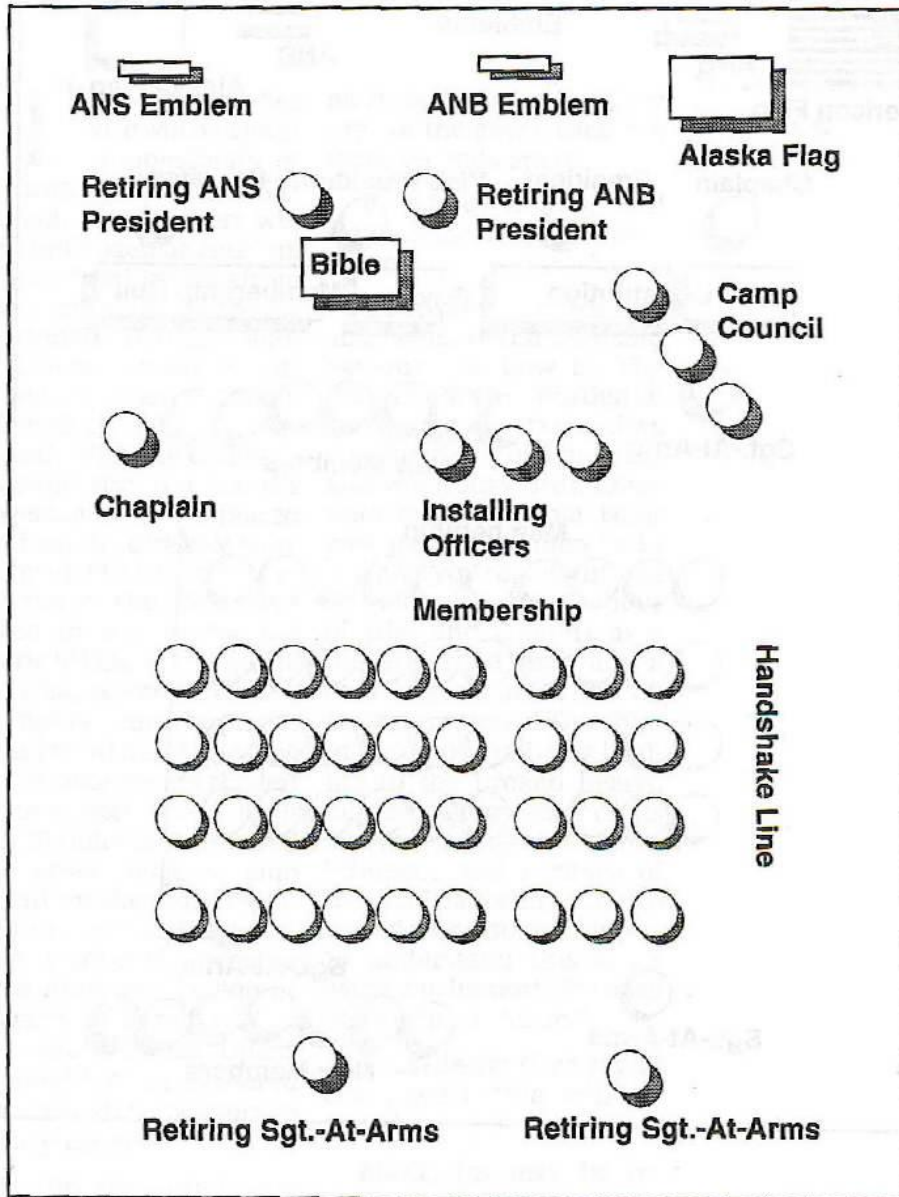 ANS Emblem
ANB Emblem
Alaska Flag
Retiring ANS
President
Retiring ANB
President
Bible
Camp
Council
Chaplain
Installing
Officers
Membership
Handshake Line
Retiring Sgt.-At-Arms
Retiring Sgt.-At-Arms